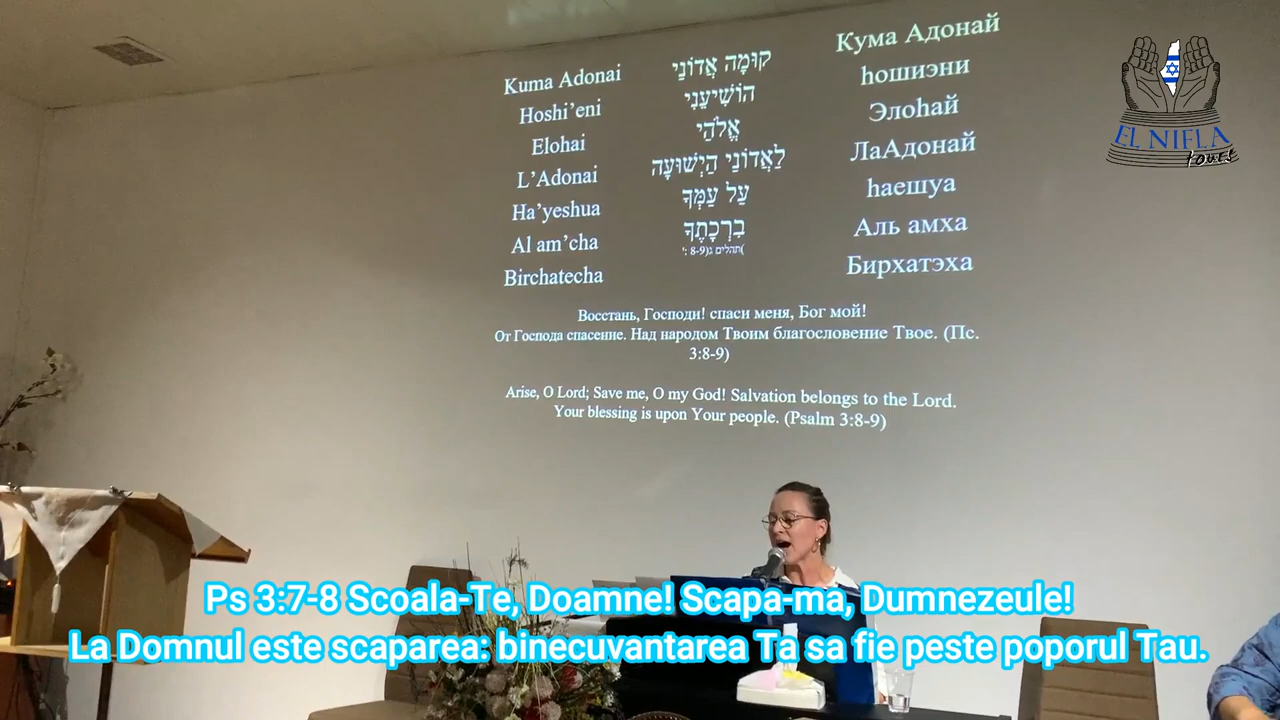 Kuma Adonai
Hoshi’eni
Elohai
L’Adonai
Ha’yeshua
Al am’cha
Birchatecha
קוּמָה אֲדוֹנָי
הוֹשִׁיעֵנִי
אֱלֹהַי
לַאֲדוֹנָי הַיְשׁוּעָה
עַל עַמְּךָ
בִרְכָתֶךָ
)תהלים ג(8-9 :'
Кума Адонай
hошиэни
Элоhай
ЛаАдонай
hаешуа
Аль амха
Бирхатэха
Восстань, Господи! спаси меня, Бог мой!
От Господа спасение. Над народом Твоим благословение Твое. (Пс.
3:8-9)
Arise, O Lord; Save me, O my God! Salvation belongs to the Lord.
Your blessing is upon Your people. (Psalm 3:8-9)
EL NIFLA
tours
Ps 3:7-8 Scoala-Te, Doamne! Scapa-ma, Dumnezeule!
La Domnul este scaparea: binecuvantarea Ta sa fie peste poporul Tau.